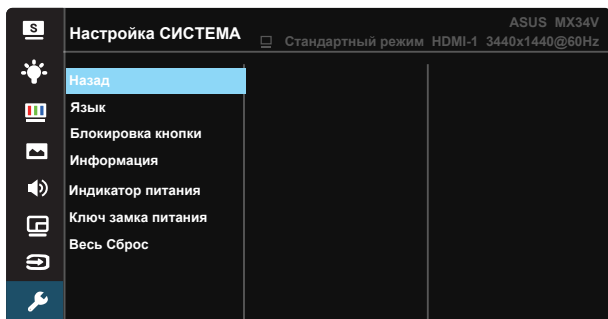 S
Настройка СИСТЕМА
ASUS MX34V
Стандартный режим HDMI-1 3440x1440@60Hz
Назад
Язык
Блокировка кнопки
Информация
Индикатор питания
Ключ замка питания
Весь Сброс